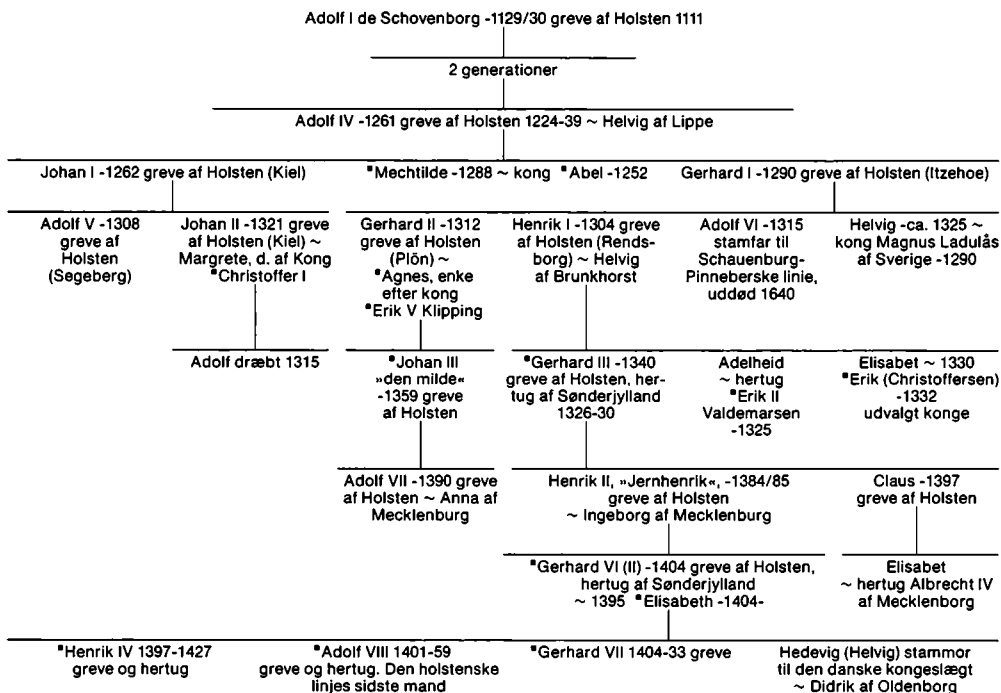 Adolf I de Schovenborg -1129/30 greve af Holsten 1111
2 generationer
Adolf IV -1261 greve af Holsten 1224-39 ~ Helvig af Lippe
Johan I -1262 greve af Holsten (Kiel)
▪Mechtilde -1288 ~ kong ▪Abel -1252
Gerhard I -1290 greve af Holsten (Itzehoe)
Adolf V -1308
greve af
Holsten
(Segeberg)
Johan II -1321 greve
af Holsten (Kiel) ~
Margrete, d. af Kong
▪Christoffer I
Gerhard II -1312
greve af Holsten
(Plön) ~
▪Agnes, enke
efter kong
▪Erik V Klipping
Henrik I -1304 greve
af Holsten (Rends-
borg) ~ Helvig
af Brunkhorst
Adolf VI -1315
stamfar til
Schauenburg-
Pinneberske linie,
uddød 1640
Helvig -ca. 1325 ~
kong Magnus Ladulås
af Sverige -1290
Adolf dræbt 1315
▪Johan III
»den milde«
-1359 greve
af Holsten
▪Gerhard III -1340
greve af Holsten, her-
tug af Sønderjylland
1326-30
Adelheid
~ hertug
▪Erik II
Valdemarsen
-1325
Elisabet ~ 1330
▪Erik (Christoffersen)
-1332
udvalgt konge
Adolf VII -1390 greve
af Holsten ~ Anna af
Mecklenburg
Henrik II, »Jernhenrik«, -1384/85
greve af Holsten
~ Ingeborg af Mecklenburg
Claus -1397
greve af Holsten
▪Gerhard VI (II) -1404 greve af Holsten,
hertug af Sønderjylland
~ 1395 ▪Elisabeth -1404-
Elisabet
~ hertug Albrecht IV
af Mecklenborg
▪Henrik IV 1397-1427
greve og hertug
▪Adolf VIII 1401-59
greve og hertug. Den holstenske
linjes sidste mand
▪Gerhard VII 1404-33 greve
Hedevig (Helvig) stammor
til den danske kongeslægt
~ Didrik af Oldenborg